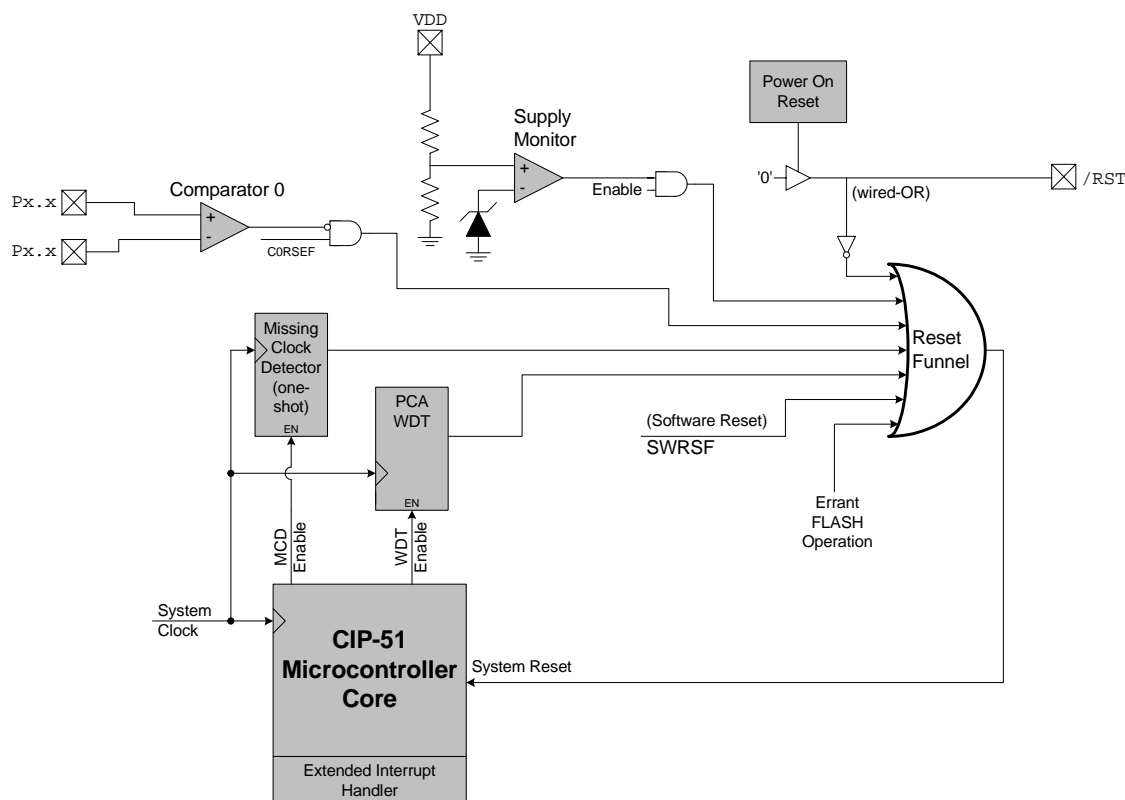 VDD
Power On
Reset
Supply
Monitor
+
-
Enable
'0'
(wired-OR)
/RST
Comparator 0
Px.x
Px.x
+
-
C0RSEF
Missing
Clock
Detector
(one-
shot)
EN
PCA
WDT
EN
Reset
Funnel
(Software Reset)
SWRSF
Errant
FLASH
Operation
MCD
Enable
WDT
Enable
System
Clock
CIP-51
Microcontroller
Core
System Reset
Extended Interrupt
Handler